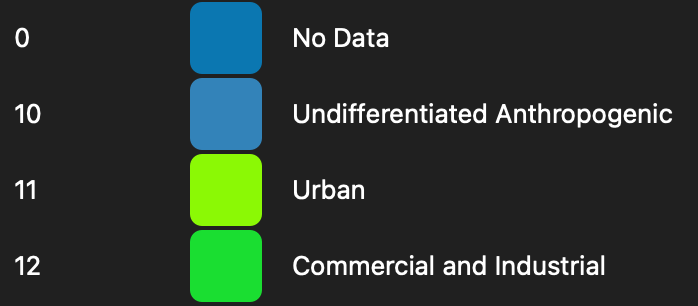 0 No Data
10 Undifferentiated Anthropogenic
11 Urban
12 Commercial and Industrial